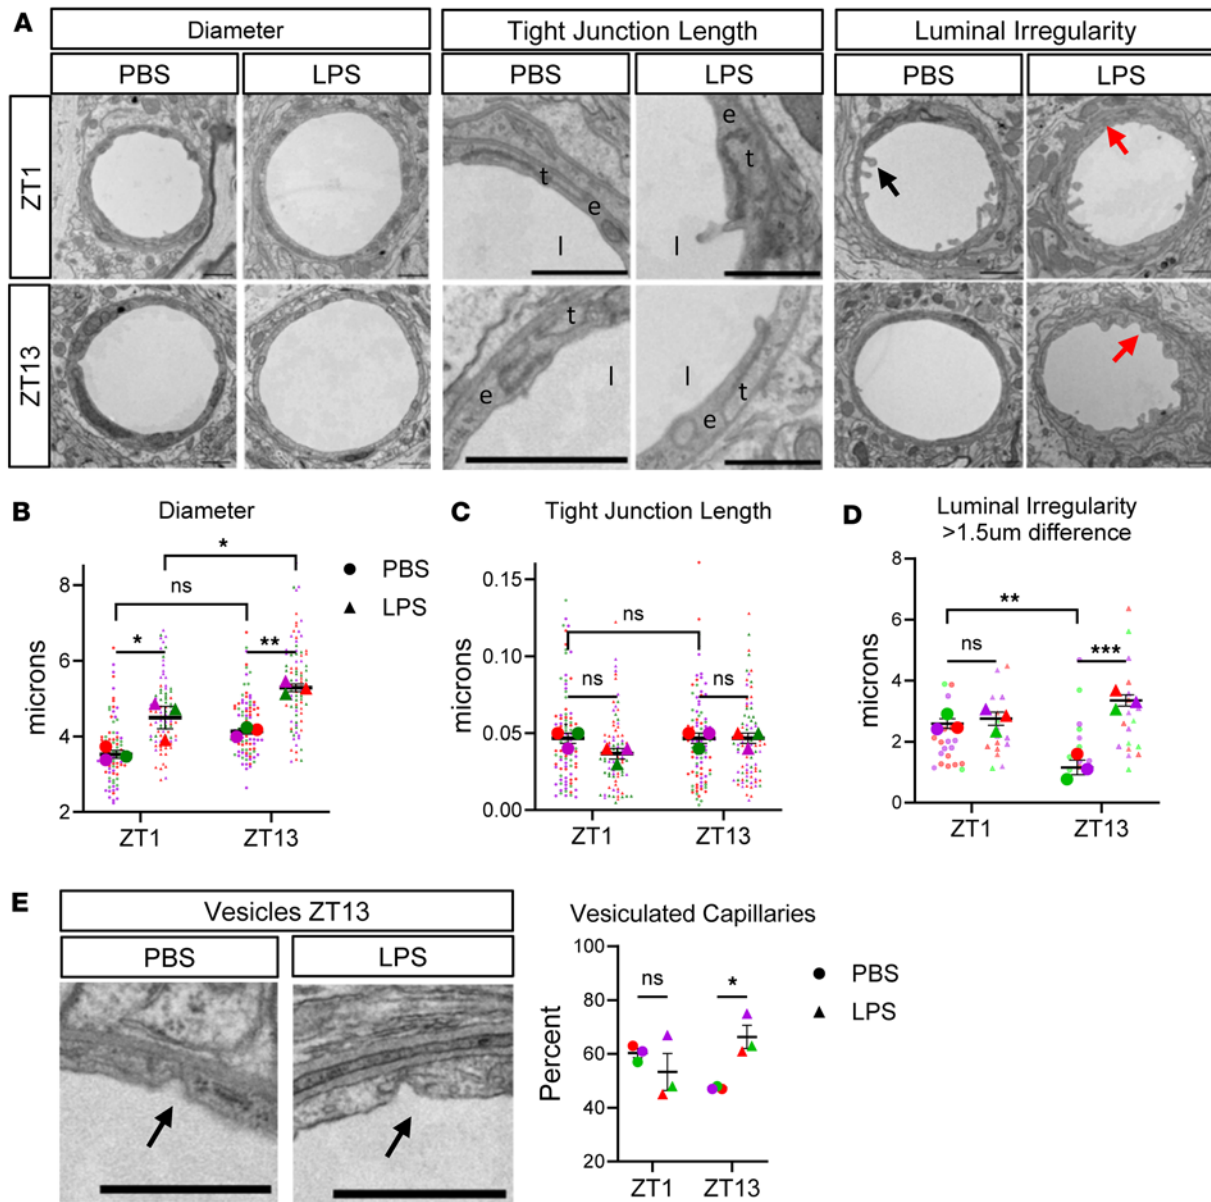 A
Diameter
Tight Junction Length
Luminal Irregularity
PBS
LPS
PBS
LPS
PBS
LPS
ZT1
e
t
t
e
l
l
ZT13
t
e
l
l
t
e
B
Diameter
*
ns
*
**
PBS
LPS
8
6
4
2
microns
ZT1
ZT13
C
Tight Junction Length
ns
ns
ns
0.15
0.10
0.05
0.00
microns
ZT1
ZT13
D
Luminal Irregularity
>1.5um difference
**
ns
***
8
6
4
2
0
microns
ZT1
ZT13
E
Vesicles ZT13
PBS
LPS
Vesiculated Capillaries
ns
*
PBS
LPS
100
80
60
40
20
Percent
ZT1
ZT13